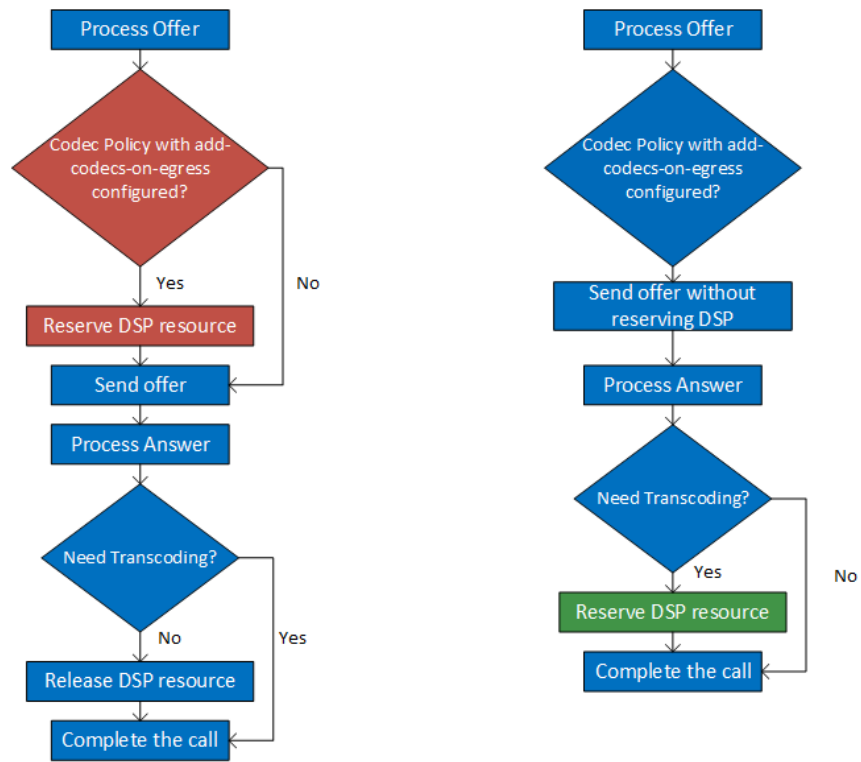 Process Offer
Codec Policy with add-
codecs-on-egress
configured?
Yes
No
Reserve DSP resource
Send offer
Process Answer
Need Transcoding?
No
Yes
Release DSP resource
Complete the call
Process Offer
Codec Policy with add-
codecs-on-egress
configured?
Send offer without
reserving DSP
Process Answer
Need Transcoding?
Yes
No
Reserve DSP resource
Complete the call